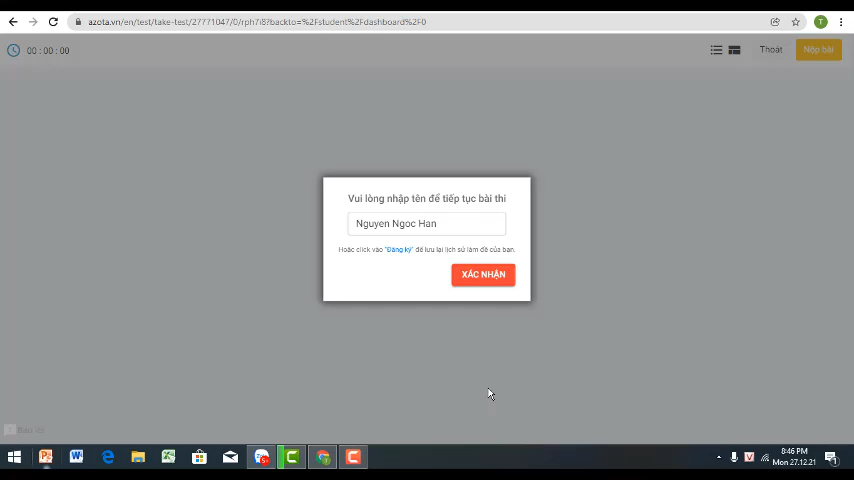 azota.vn/en/test/take-test/27771047/0/rph7i8?backto=%2Fstudent%2Fdashboard%2F0
T
00 : 00 : 00
Thoát
Nộp bài
Vui lòng nhập tên để tiếp tục bài thi
Nguyen Ngoc Han
Hoặc click vào "Đăng ký" để lưu lại lịch sử làm đề của bạn.
XÁC NHẬN
8:46 PM
Mon 27.12.21